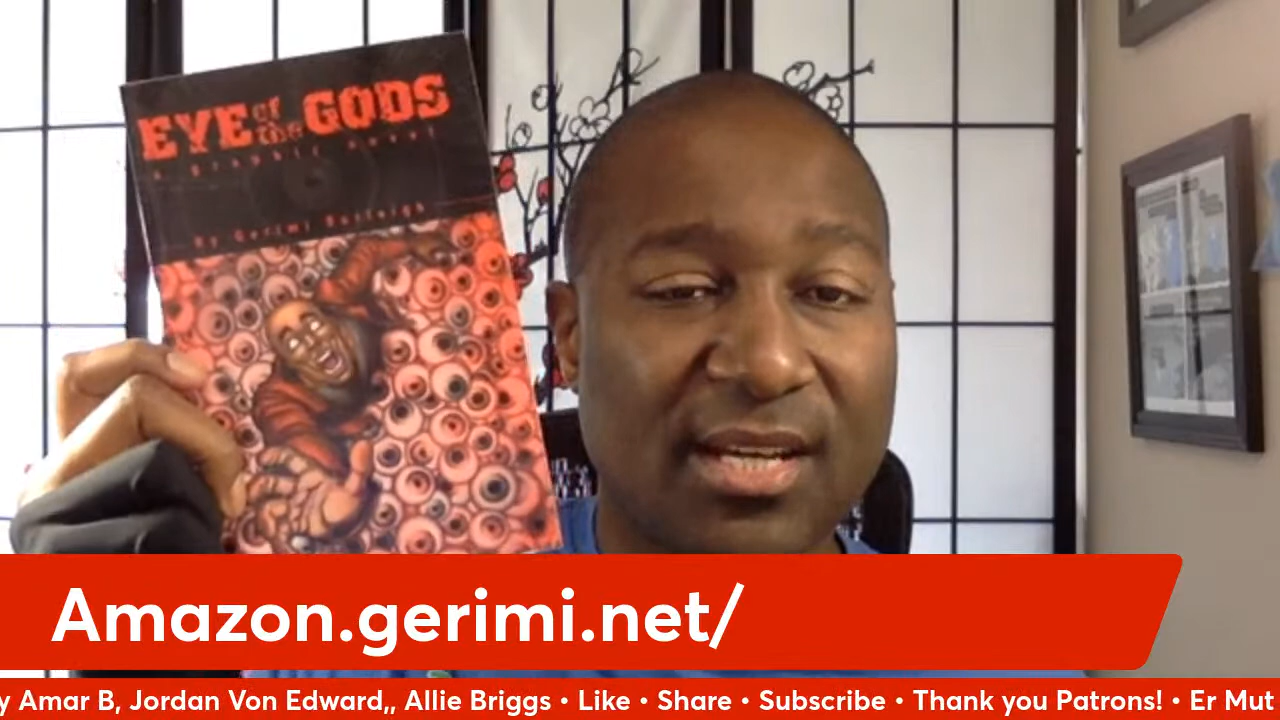 EYE of the GODS
a graphic novel
By Gerimi Burleigh
Amazon.gerimi.net/
y Amar B, Jordan Von Edward,, Allie Briggs • Like • Share • Subscribe • Thank you Patrons! • Er Mut